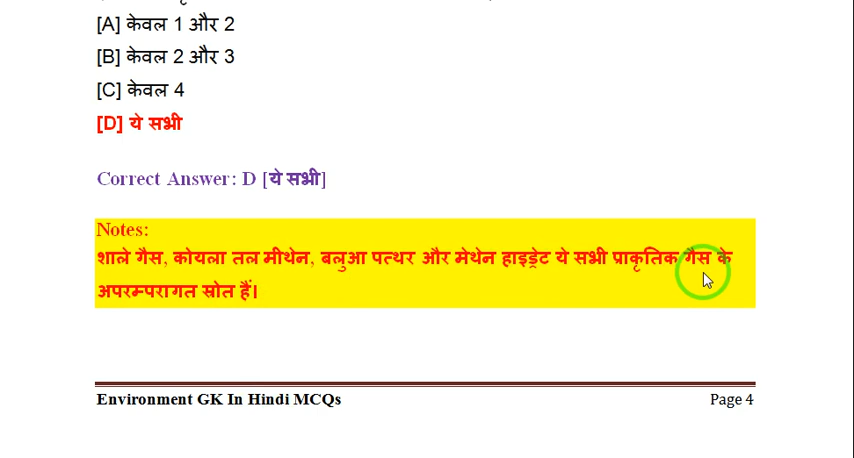 [A] केवल 1 और 2
[B] केवल 2 और 3
[C] केवल 4
[D] ये सभी
Correct Answer: D [ये सभी]
Notes:
शाले गैस, कोयला तल मीथेन, बलुआ पत्थर और मेथेन हाइड्रेट ये सभी प्राकृतिक गैस के
अपरम्परागत स्रोत हैं।
Environment GK In Hindi MCQs
Page 4